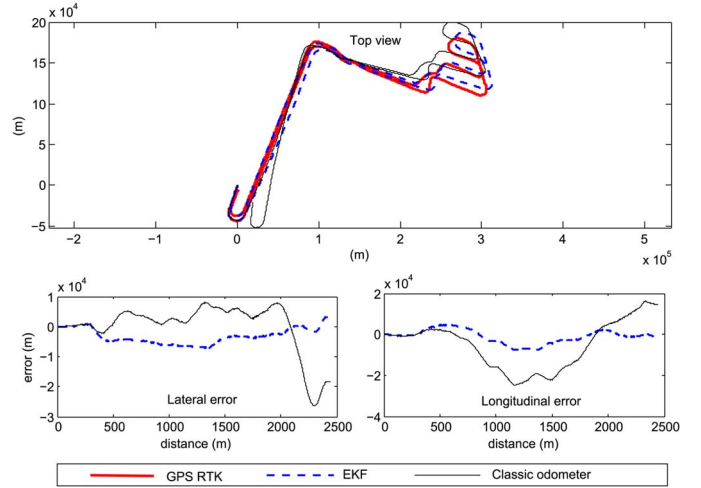 x 10⁴
Top view
20
15
10
5
0
−5
(m)
−2
−1
0
1
2
3
4
5
(m)
x 10⁵
x 10⁴
1
0
−1
−2
−3
error (m)
Lateral error
0
500
1000
1500
2000
2500
distance (m)
x 10⁴
2
0
−2
−4
Longitudinal error
0
500
1000
1500
2000
2500
distance (m)
GPS RTK
EKF
Classic odometer